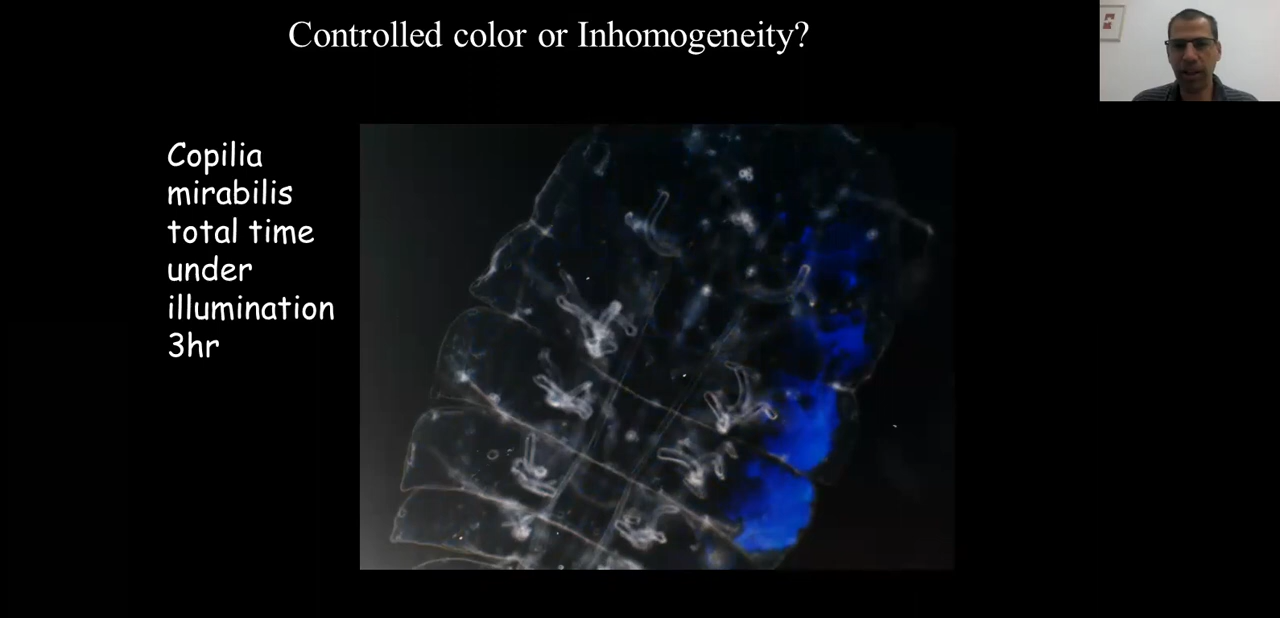 Controlled color or Inhomogeneity?
Copilia
mirabilis
total time
under
illumination
3hr